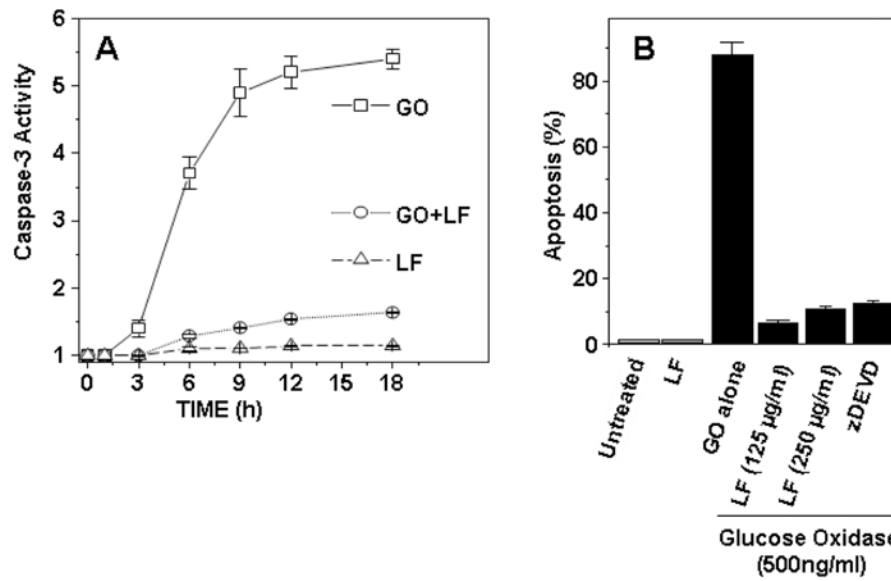 A
Caspase-3 Activity
6
5
4
3
2
1
GO
GO+LF
LF
0 3 6 9 12 15 18
TIME (h)
B
Apoptosis (%)
80
60
40
20
0
Untreated
LF
GO alone
LF (125 µg/ml)
LF (250 µg/ml)
zDEVD
Glucose Oxidase
(500ng/ml)